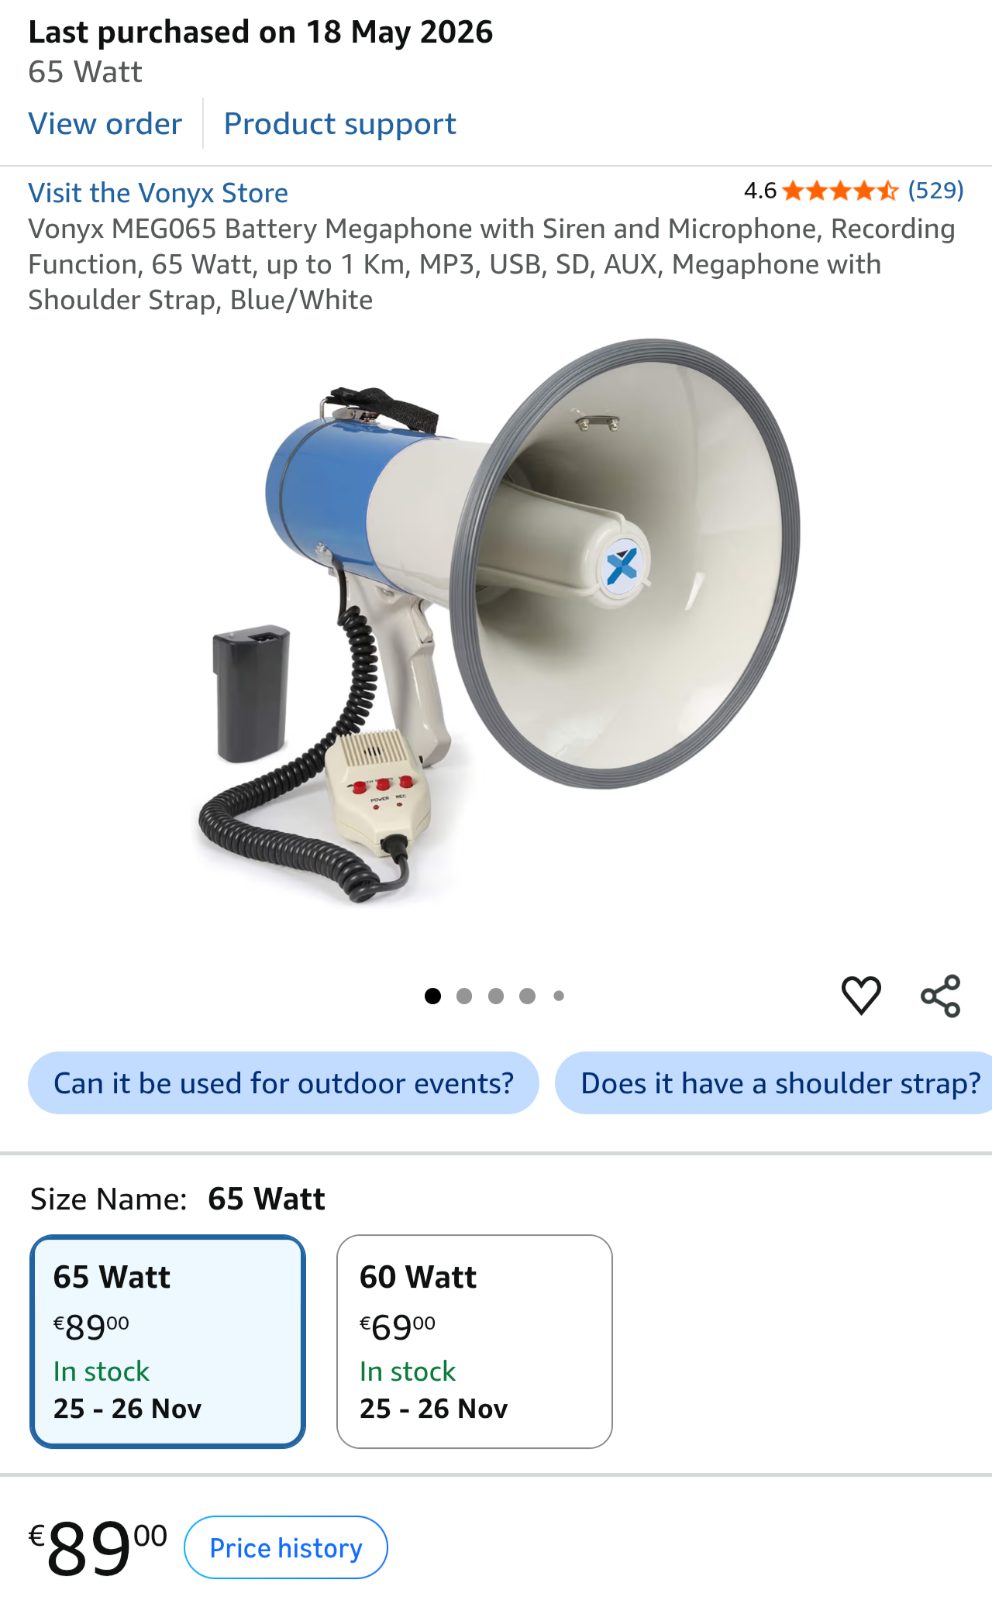 Last purchased on 18 May 2026
65 Watt
View order
Product support
Visit the Vonyx Store
4.6 (529)
Vonyx MEG065 Battery Megaphone with Siren and Microphone, Recording
Function, 65 Watt, up to 1 Km, MP3, USB, SD, AUX, Megaphone with
Shoulder Strap, Blue/White
POWER REC
Can it be used for outdoor events?
Does it have a shoulder strap?
Size Name: 65 Watt
65 Watt
€8900
In stock
25 - 26 Nov
60 Watt
€6900
In stock
25 - 26 Nov
€8900
Price history